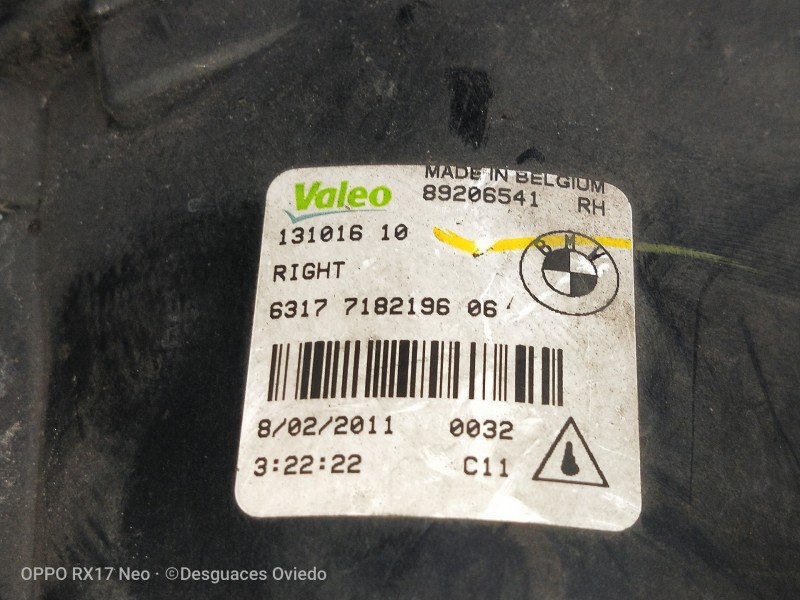 MADE IN BELGIUM
Valeo 89206541 RH
131016 10
BMW
RIGHT
6317 7182196 06
8/02/2011 0032
3:22:22 C11
OPPO RX17 Neo · ©Desguaces Oviedo